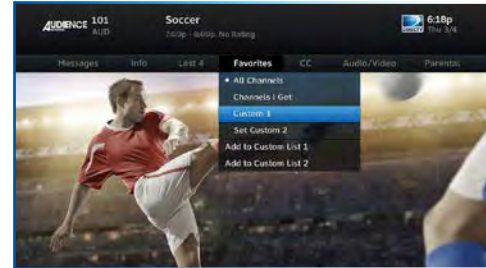 AUDIENCE 101
AUD
Soccer
7:00p - 8:00p, No Rating
DIRECTV
6:18p
Thu 3/4
Messages Info Last 4 Favorites CC Audio/Video Parental
• All Channels
Channels I Get
Custom 1
Set Custom 2
Add to Custom List 1
Add to Custom List 2